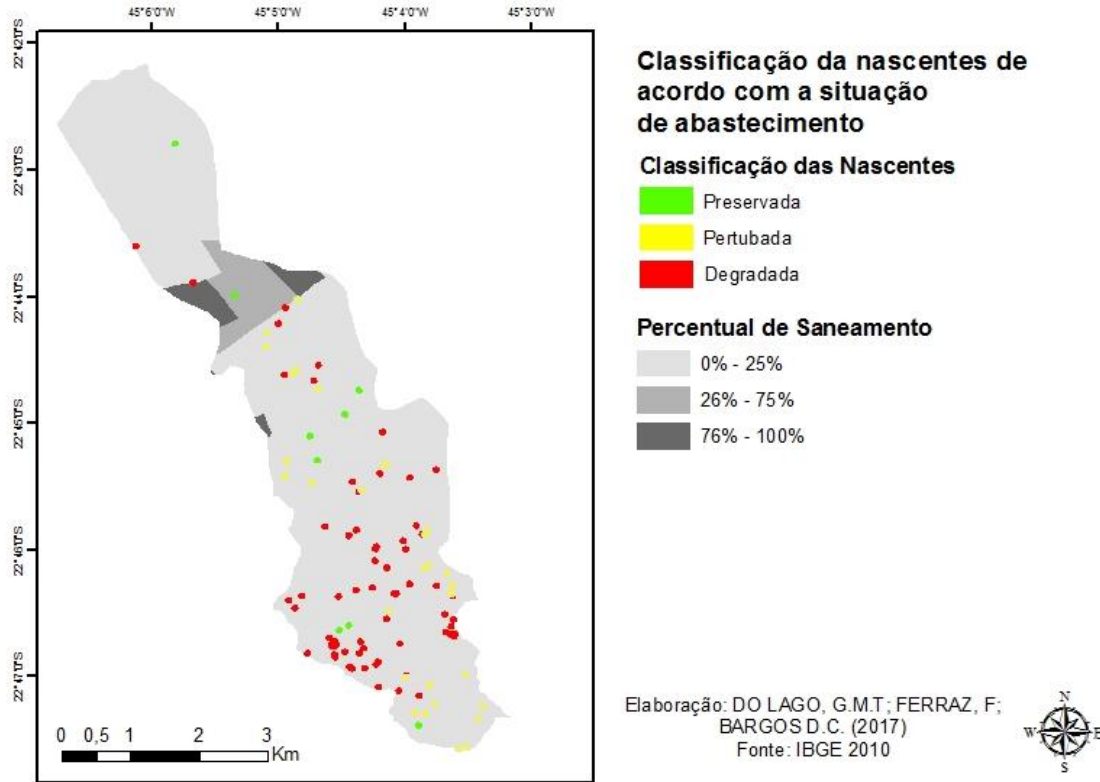 45°6'0"W 45°5'0"W 45°4'0"W 45°3'0"W
22°42'0"S
22°43'0"S
22°44'0"S
22°45'0"S
22°46'0"S
22°47'0"S
0 0,5 1 2 3
Km
Classificação da nascentes de
acordo com a situação
de abastecimento
Classificação das Nascentes
Preservada
Pertubada
Degradada
Percentual de Saneamento
0% - 25%
26% - 75%
76% - 100%
Elaboração: DO LAGO, G.M.T; FERRAZ, F;
BARGOS D.C. (2017)
Fonte: IBGE 2010
N
W E
S